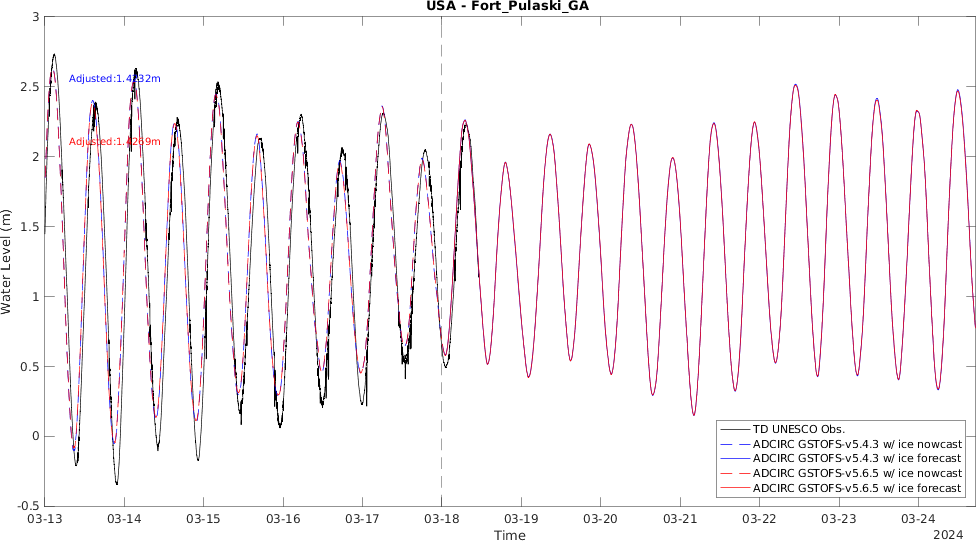 USA - Fort_Pulaski_GA
3
2.5
2
1.5
1
0.5
0
-0.5
Water Level (m)
Adjusted:1.4232m
Adjusted:1.4269m
TD UNESCO Obs.
ADCIRC GSTOFS-v5.4.3 w/ ice nowcast
ADCIRC GSTOFS-v5.4.3 w/ ice forecast
ADCIRC GSTOFS-v5.6.5 w/ ice nowcast
ADCIRC GSTOFS-v5.6.5 w/ ice forecast
03-13 03-14 03-15 03-16 03-17 03-18 03-19 03-20 03-21 03-22 03-23 03-24
Time
2024